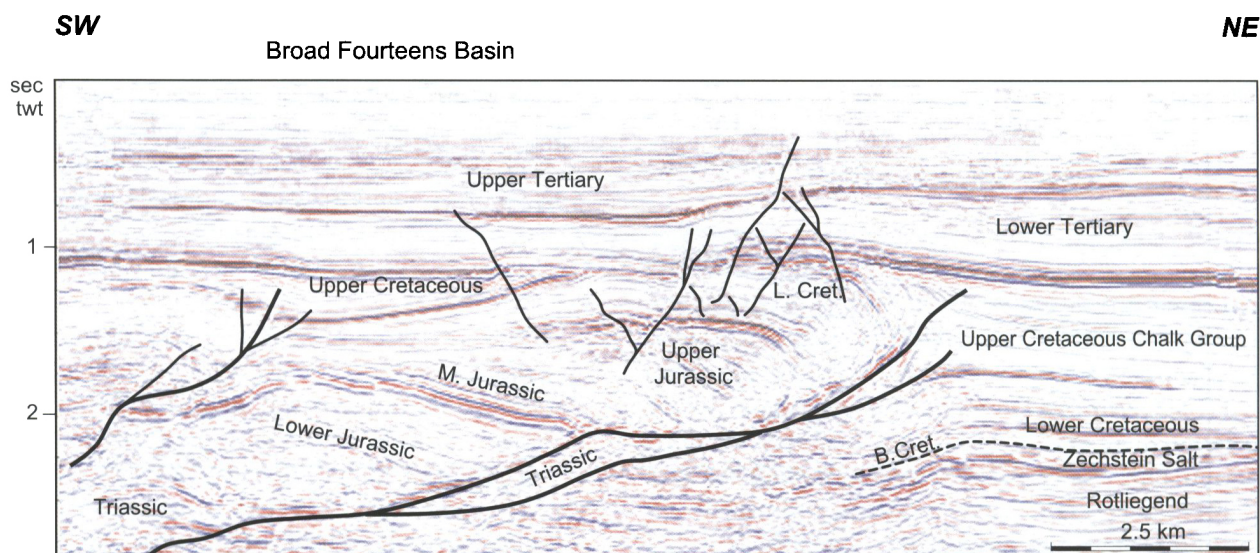 SW
NE
Broad Fourteens Basin
sec
twt
Upper Tertiary
Lower Tertiary
1
Upper Cretaceous
L. Cret.
Upper Cretaceous Chalk Group
Upper
Jurassic
M. Jurassic
2
Lower Jurassic
Lower Cretaceous
B.Cret.
Zechstein Salt
Triassic
Rotliegend
Triassic
2.5 km